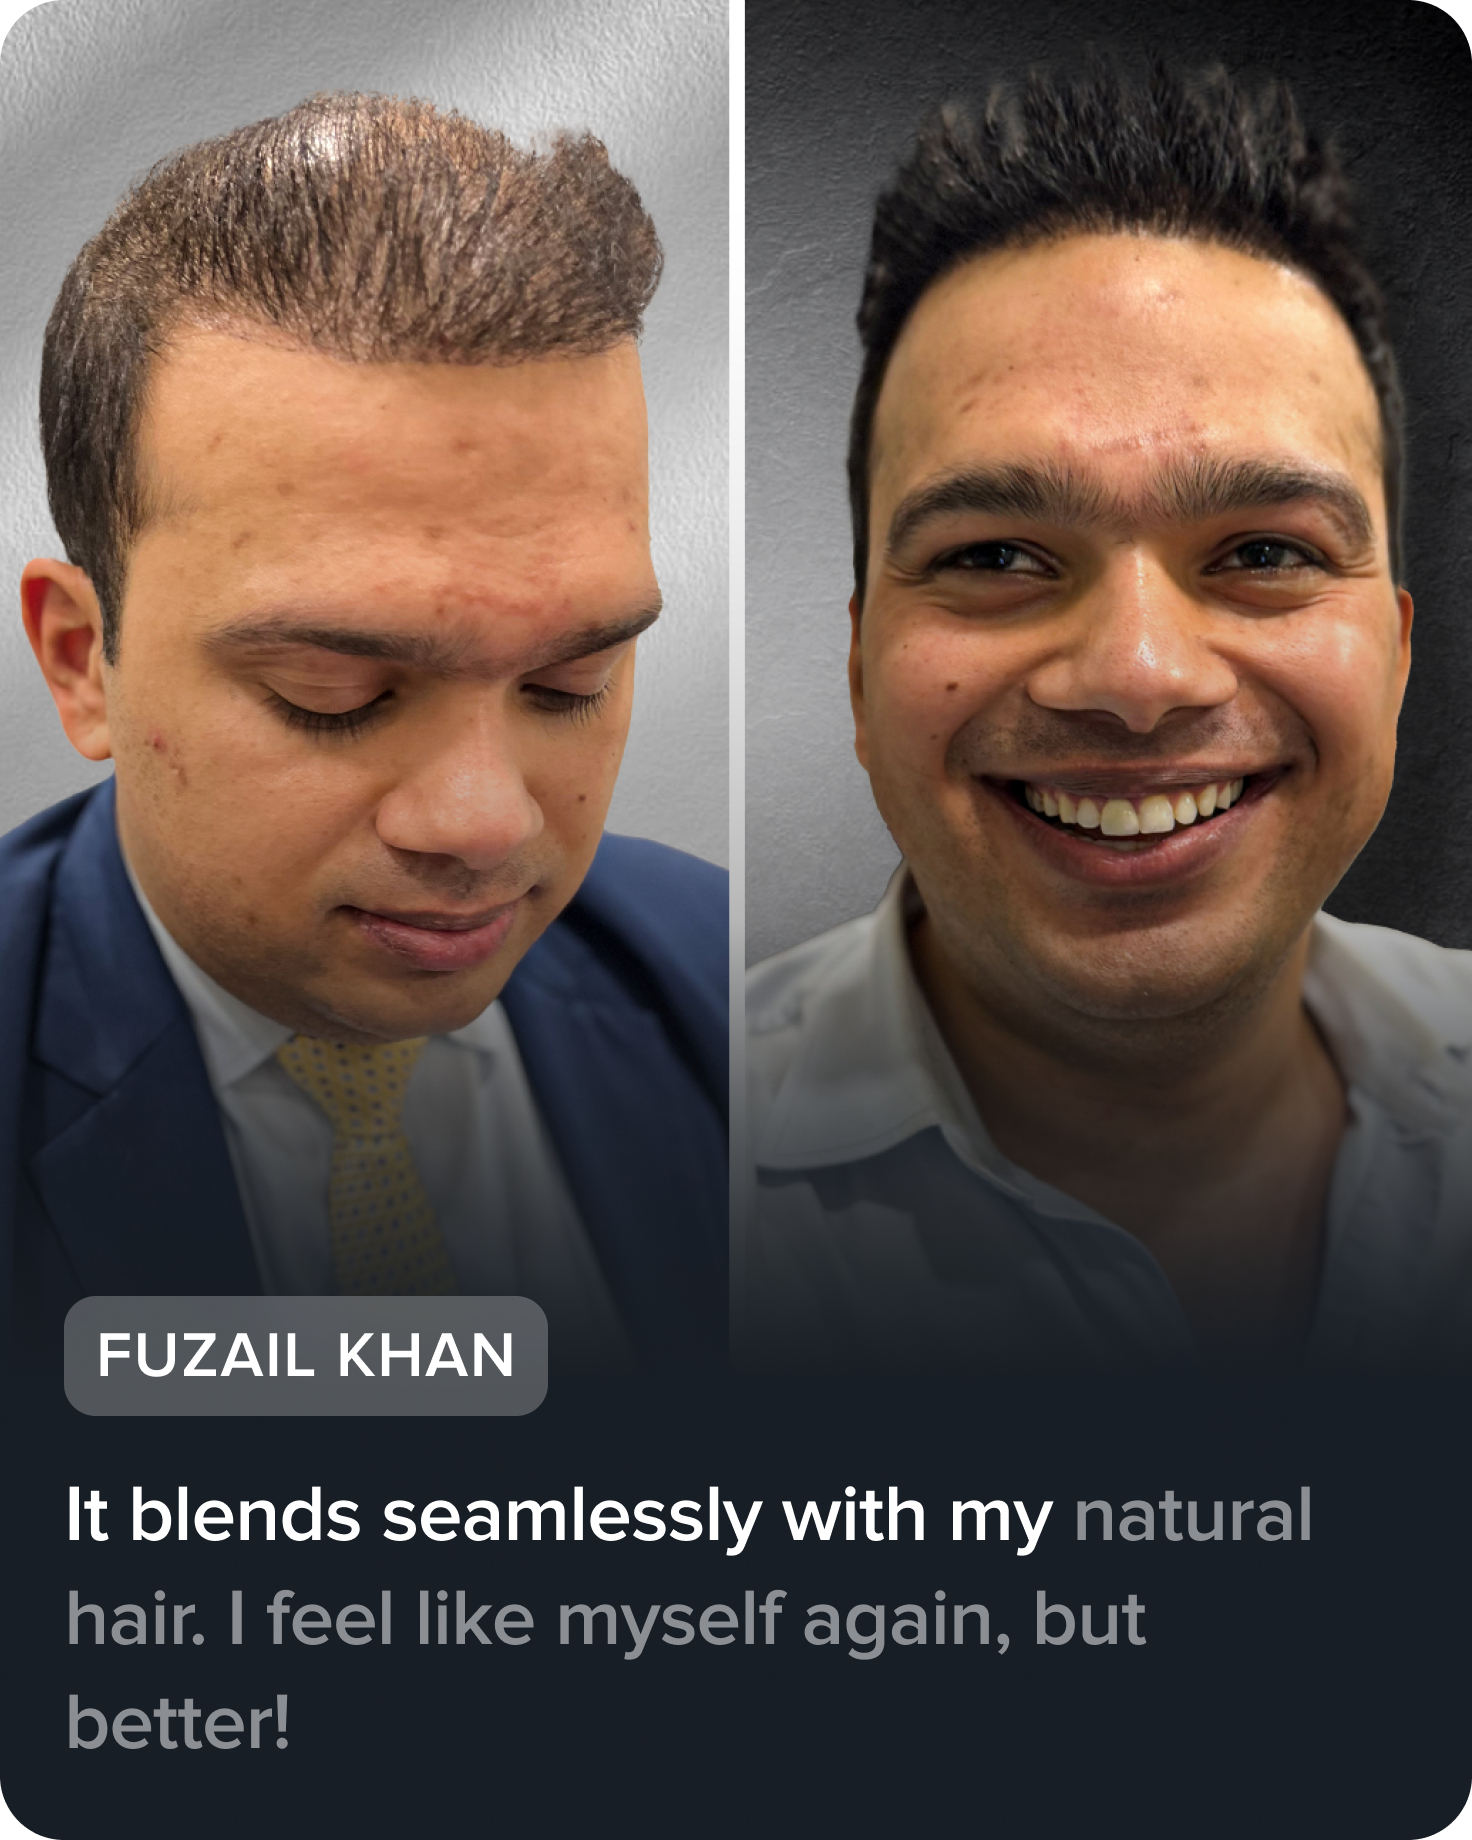 FUZAIL KHAN
It blends seamlessly with my natural
hair. I feel like myself again, but
better!